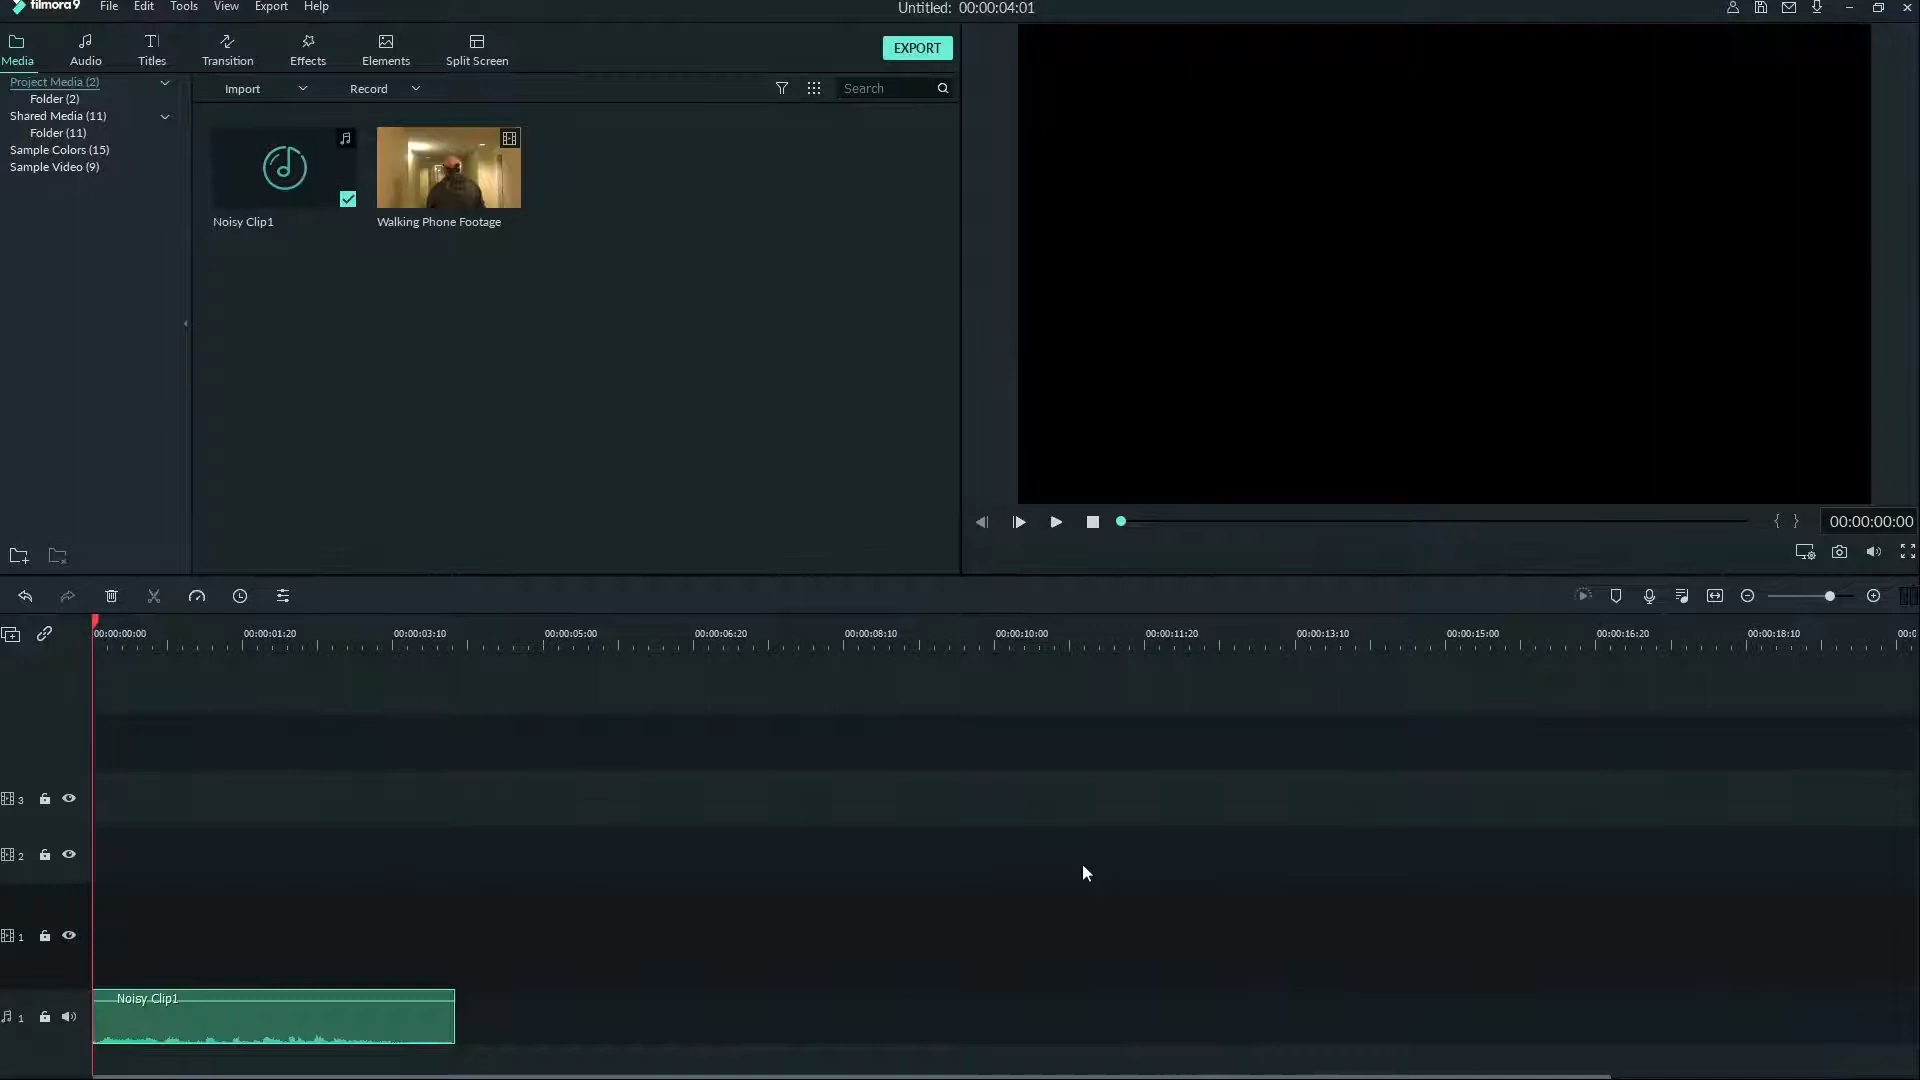 filmora9 File Edit Tools View Export Help Untitled: 00:00:04:01
Media Audio Titles Transition Effects Elements Split Screen EXPORT
Project Media (2)
Folder (2)
Shared Media (11)
Folder (11)
Sample Colors (15)
Sample Video (9)
Import Record Search
Noisy Clip1 Walking Phone Footage
00:00:00:00
00:00:00:00 00:00:01:20 00:00:03:10 00:00:05:00 00:00:06:20 00:00:08:10 00:00:10:00 00:00:11:20 00:00:13:10 00:00:15:00 00:00:16:20 00:00:18:10 00:0
3
2
1
Noisy Clip1
1